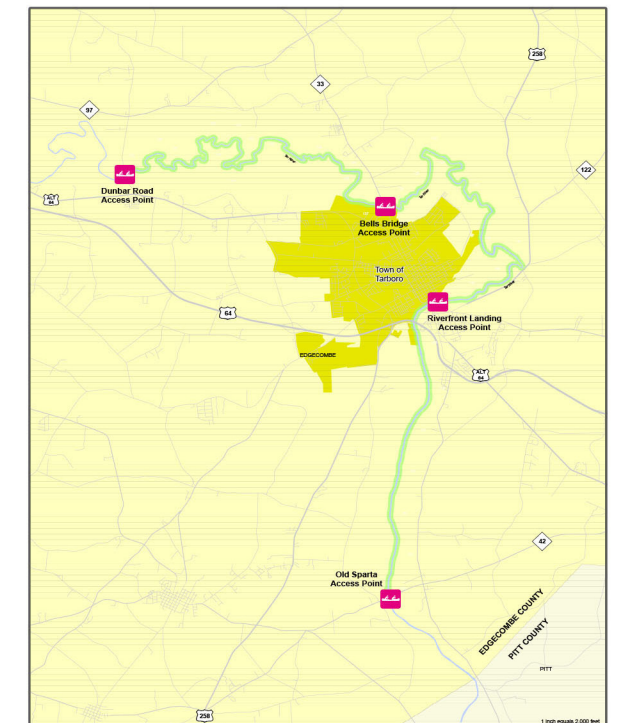 258
33
97
122
Dunbar Road
Access Point
ALT
64
Bells Bridge
Access Point
Town of
Tarboro
64
Riverfront Landing
Access Point
EDGECOMBE
ALT
64
42
Old Sparta
Access Point
EDGECOMBE COUNTY
PITT COUNTY
PITT
258
1 inch equals 2,000 feet